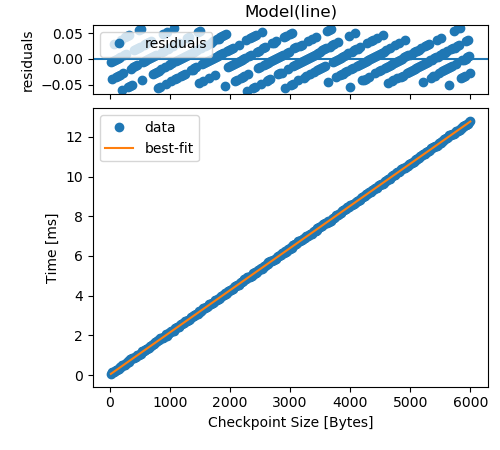 Model(line)
residuals
0.05
0.00
−0.05
residuals
data
best-fit
Time [ms]
12
10
8
6
4
2
0
0 1000 2000 3000 4000 5000 6000
Checkpoint Size [Bytes]